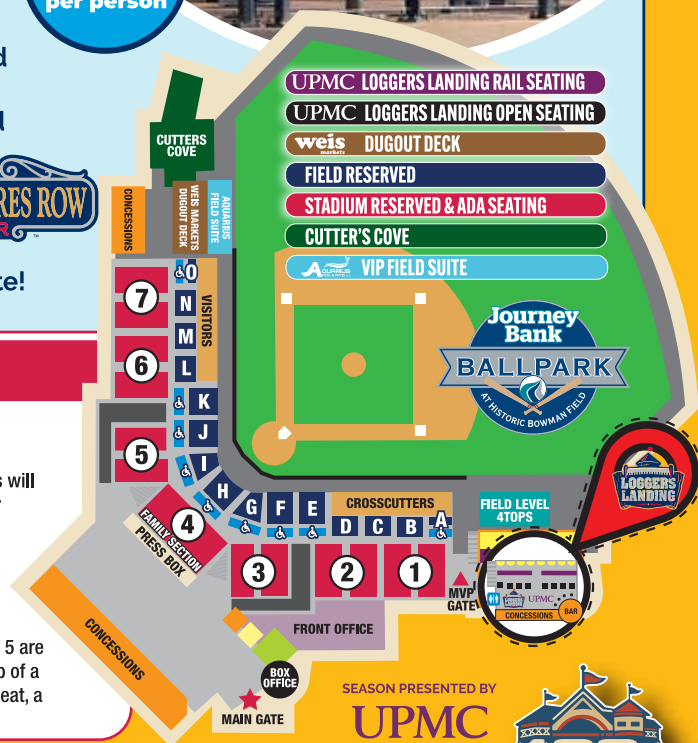 per person
UPMC LOGGERS LANDING RAIL SEATING
UPMC LOGGERS LANDING OPEN SEATING
weis markets DUGOUT DECK
FIELD RESERVED
STADIUM RESERVED & ADA SEATING
CUTTER'S COVE
AQUARIUS VIP FIELD SUITE
CUTTERS
COVE
RES ROW
te!
CONCESSIONS
WEIS MARKETS
DUGOUT DECK
AQUARIUS
FIELD SUITE
7
6
5
O
N
M
L
K
J
I
H
G
F
E
D
C
B
A
VISITORS
Journey
Bank
BALLPARK
AT HISTORIC BOWMAN FIELD
s will
LOGGERS
LANDING
CROSSCUTTERS
FIELD LEVEL
4TOPS
4
FAMILY SECTION
PRESS BOX
3
2
1
MVP
GATE
UPMC
CONCESSIONS
BAR
FRONT OFFICE
CONCESSIONS
BOX
OFFICE
MAIN GATE
5 are
p of a
eat, a
SEASON PRESENTED BY
UPMC